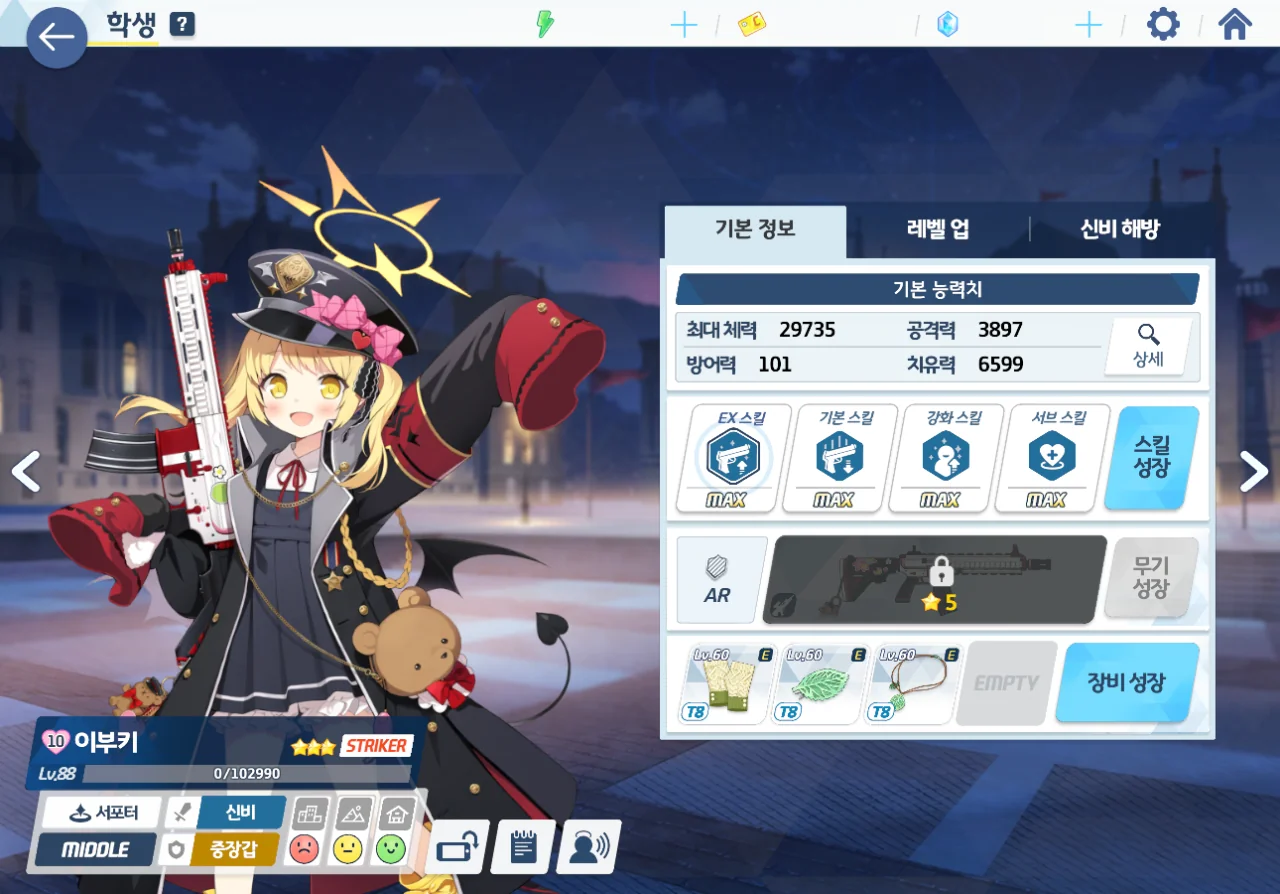 학생 ?
기본 정보 레벨 업 신비 해방
기본 능력치
최대 체력 29735 공격력 3897
방어력 101 치유력 6599
상세
EX 스킬 기본 스킬 강화 스킬 서브 스킬
MAX MAX MAX MAX
스킬
성장
AR
5
무기
성장
Lv.60 E Lv.60 E Lv.60 E
T8 T8 T8
EMPTY
장비 성장
10 이부키 STRIKER
Lv.88 0/102990
서포터 신비
MIDDLE 중장갑